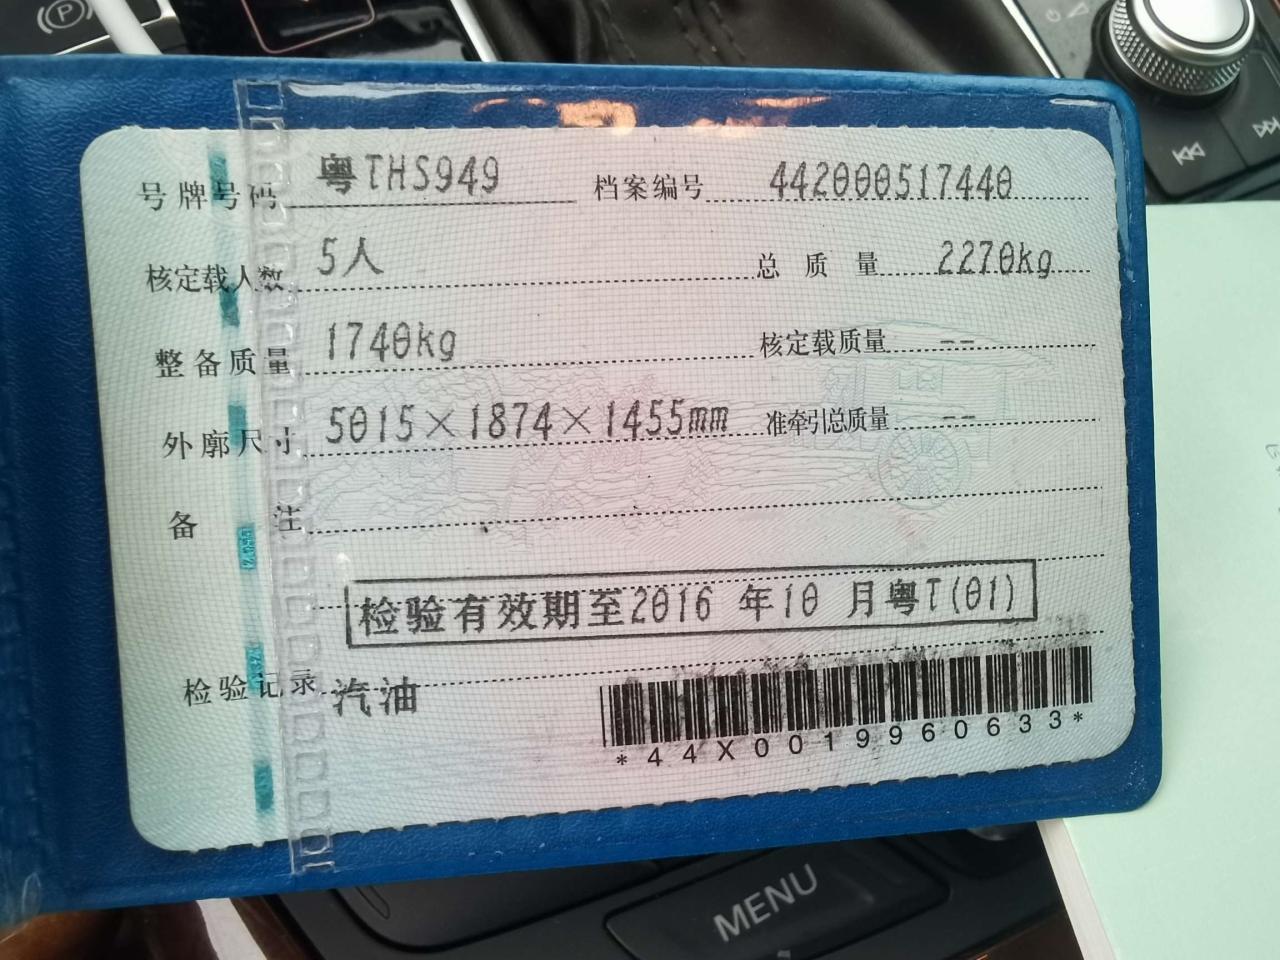 号牌号码 粤THS949 档案编号 442000517440
核定载人数 5人 总质量 2270kg
整备质量 1740kg 核定载质量 --
外廓尺寸 5015×1874×1455mm 准牵引总质量 --
备注
检验有效期至2016 年10 月粤T(01)
检验记录 汽油
*44X0019960633*
MENU